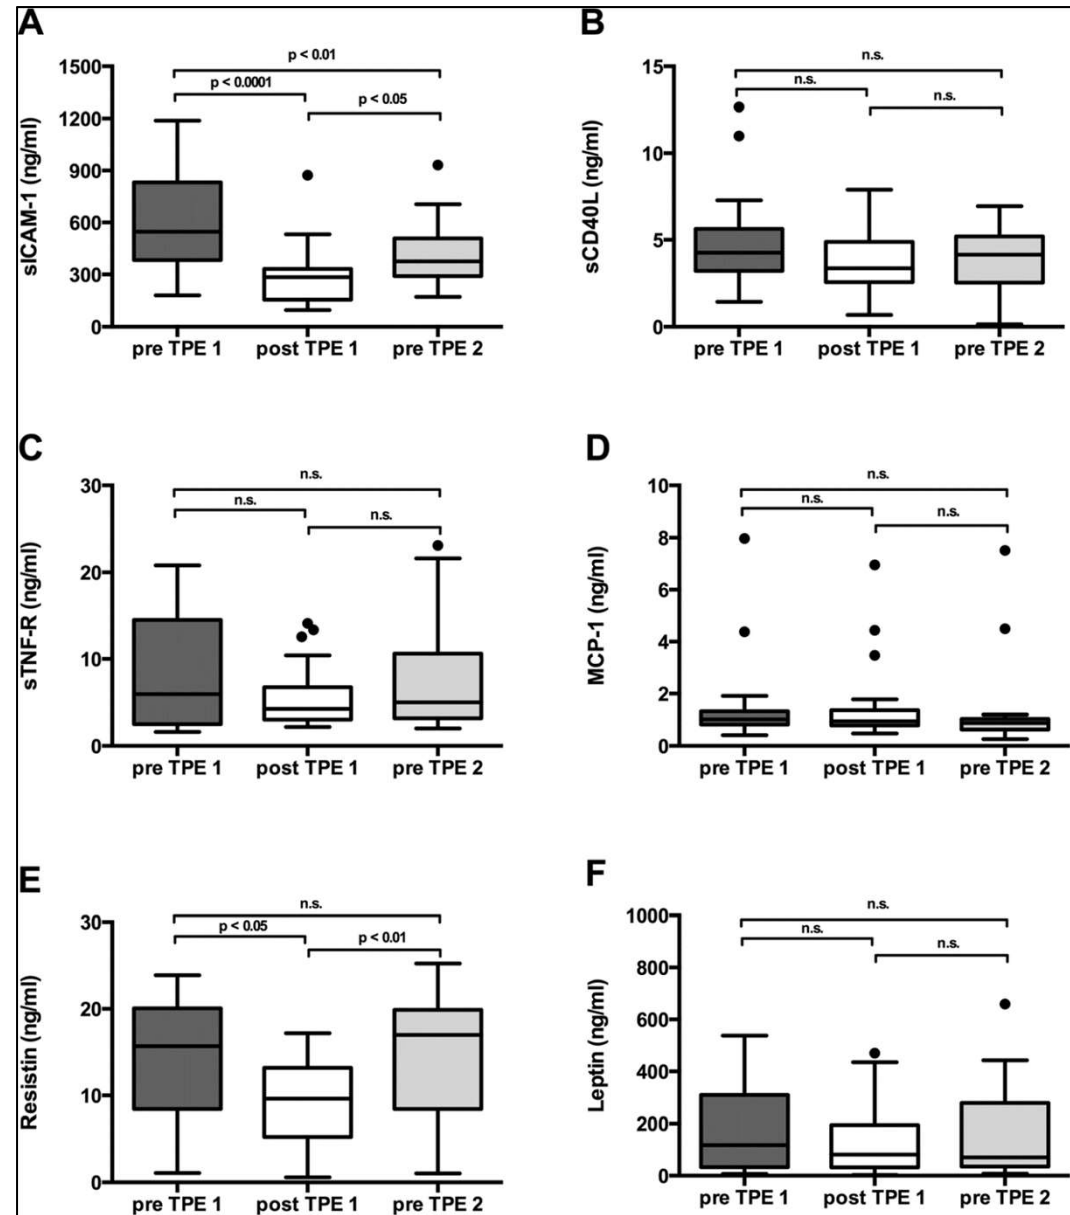 A
sICAM-1 (ng/ml)
1500
1200
900
600
300
0
p < 0.01
p < 0.0001
p < 0.05
pre TPE 1 post TPE 1 pre TPE 2
B
sCD40L (ng/ml)
15
10
5
0
n.s.
n.s.
n.s.
pre TPE 1 post TPE 1 pre TPE 2
C
sTNF-R (ng/ml)
30
20
10
0
n.s.
n.s.
n.s.
pre TPE 1 post TPE 1 pre TPE 2
D
MCP-1 (ng/ml)
10
8
6
4
2
0
n.s.
n.s.
n.s.
pre TPE 1 post TPE 1 pre TPE 2
E
Resistin (ng/ml)
30
20
10
0
n.s.
p < 0.05
p < 0.01
pre TPE 1 post TPE 1 pre TPE 2
F
Leptin (ng/ml)
1000
800
600
400
200
0
n.s.
n.s.
n.s.
pre TPE 1 post TPE 1 pre TPE 2